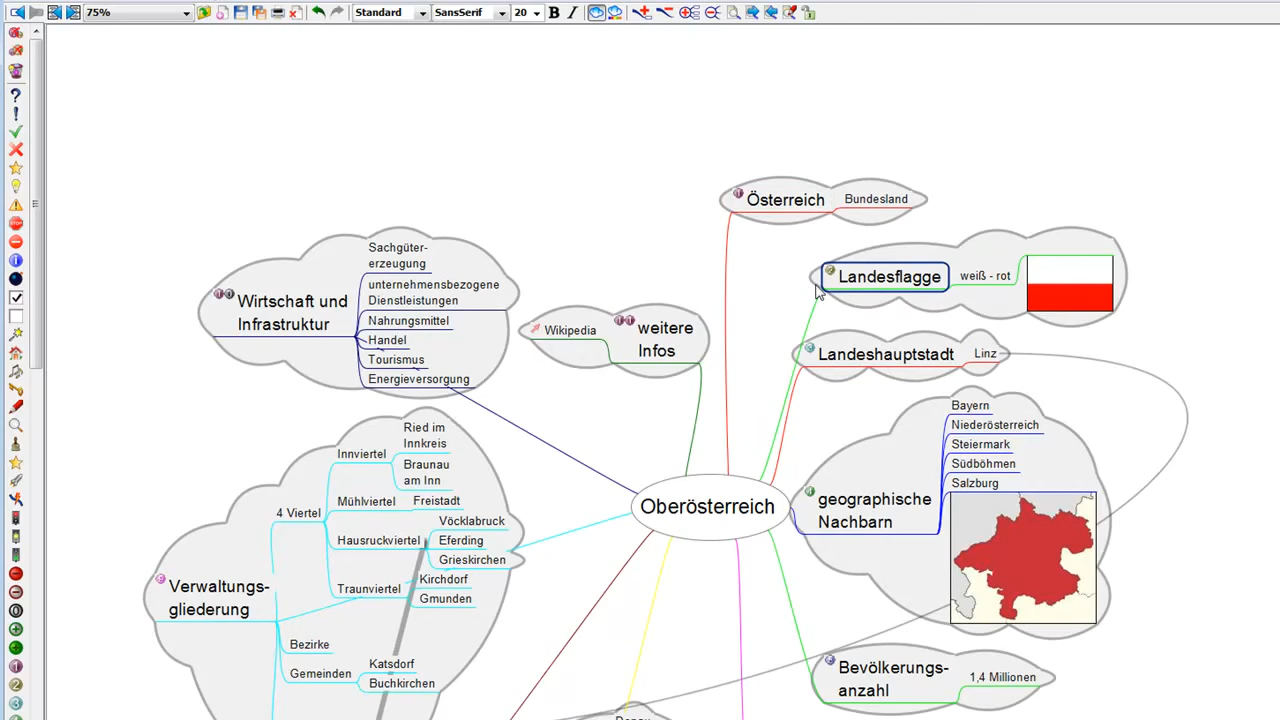 75%
Standard
SansSerif
20
B
I
Österreich
Bundesland
Landesflagge
weiß - rot
Landeshauptstadt
Linz
geographische
Nachbarn
Bayern
Niederösterreich
Steiermark
Südböhmen
Salzburg
Bevölkerungs-
anzahl
1,4 Millionen
Oberösterreich
weitere
Infos
Wikipedia
Wirtschaft und
Infrastruktur
Sachgüter-
erzeugung
unternehmensbezogene
Dienstleistungen
Nahrungsmittel
Handel
Tourismus
Energieversorgung
Verwaltungs-
gliederung
4 Viertel
Innviertel
Ried im
Innkreis
Braunau
am Inn
Mühlviertel
Freistadt
Hausruckviertel
Vöcklabruck
Eferding
Grieskirchen
Traunviertel
Kirchdorf
Gmunden
Bezirke
Gemeinden
Katsdorf
Buchkirchen